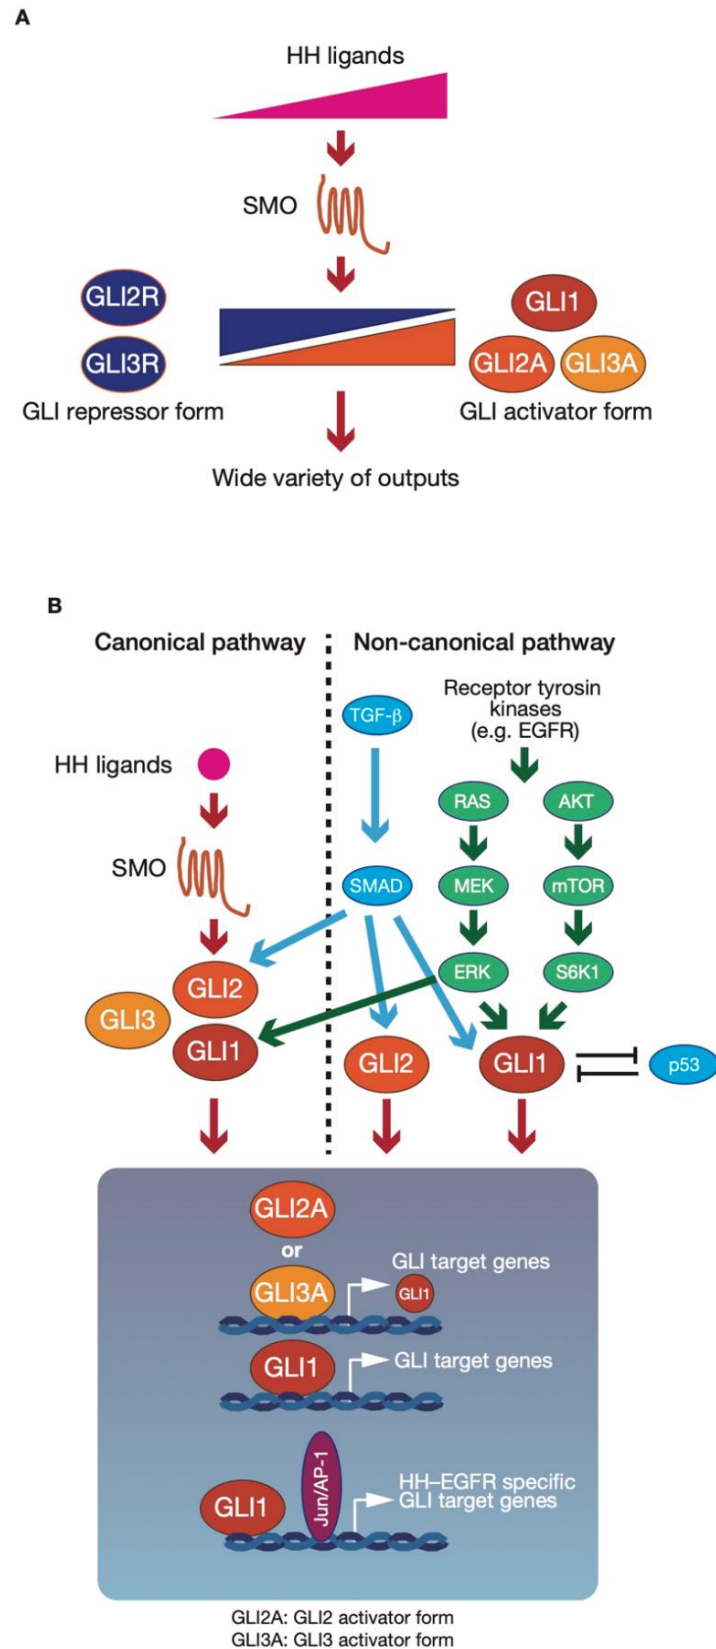 A
HH ligands
SMO
GLI2R
GLI3R
GLI repressor form
GLI1
GLI2A
GLI3A
GLI activator form
Wide variety of outputs
B
Canonical pathway
Non-canonical pathway
HH ligands
SMO
GLI3
GLI2
GLI1
TGF-β
SMAD
Receptor tyrosin
kinases
(e.g. EGFR)
RAS
AKT
MEK
mTOR
ERK
S6K1
GLI2
GLI1
p53
GLI2A
or
GLI3A
GLI target genes
GLI1
GLI1
GLI target genes
GLI1
Jun/AP-1
HH–EGFR specific
GLI target genes
GLI2A: GLI2 activator form
GLI3A: GLI3 activator form